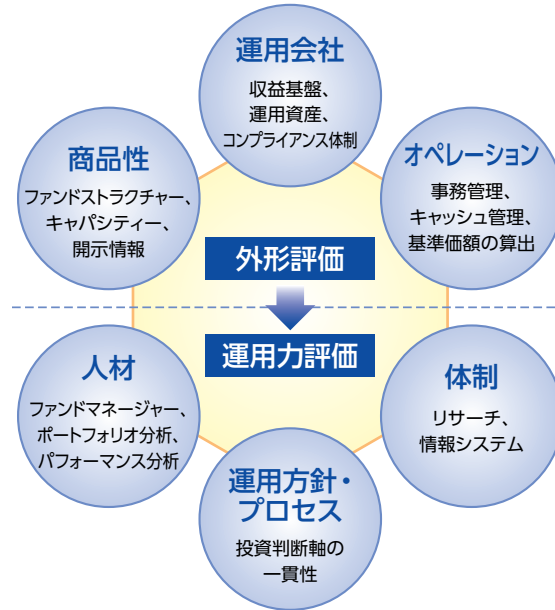 運用会社
収益基盤、
運用資産、
コンプライアンス体制
商品性
ファンドストラクチャー、
キャパシティー、
開示情報
オペレーション
事務管理、
キャッシュ管理、
基準価額の算出
外形評価
運用力評価
人材
ファンドマネージャー、
ポートフォリオ分析、
パフォーマンス分析
体制
リサーチ、
情報システム
運用方針・
プロセス
投資判断軸の
一貫性